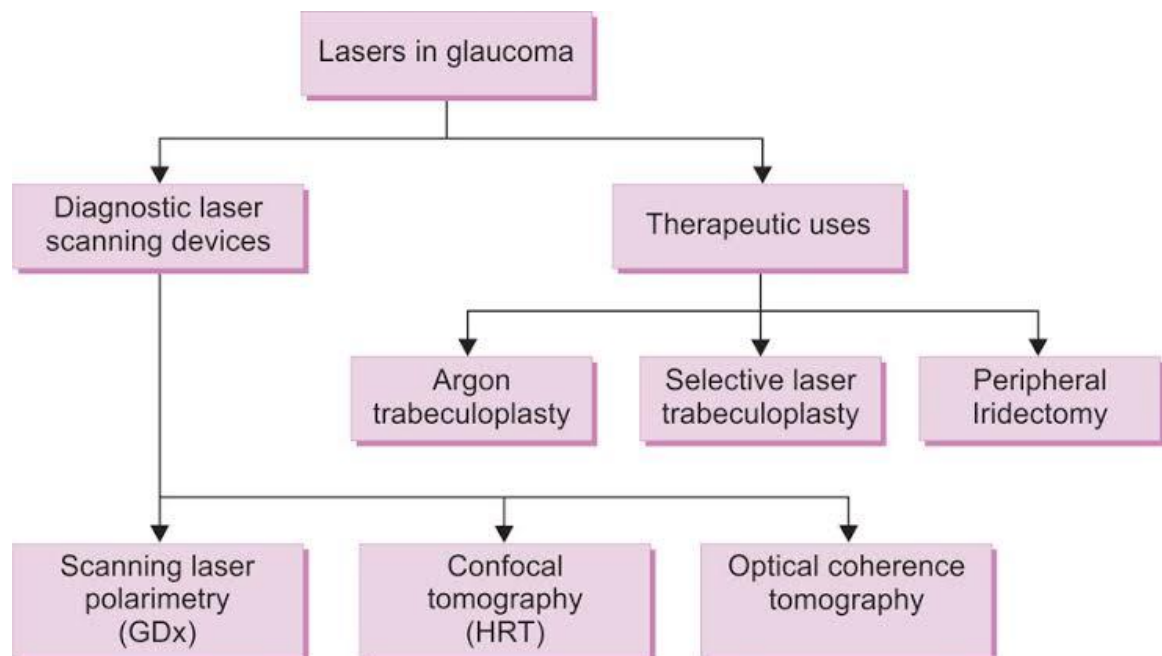 Lasers in glaucoma
Diagnostic laser
scanning devices
Therapeutic uses
Argon
trabeculoplasty
Selective laser
trabeculoplasty
Peripheral
Iridectomy
Scanning laser
polarimetry
(GDx)
Confocal
tomography
(HRT)
Optical coherence
tomography